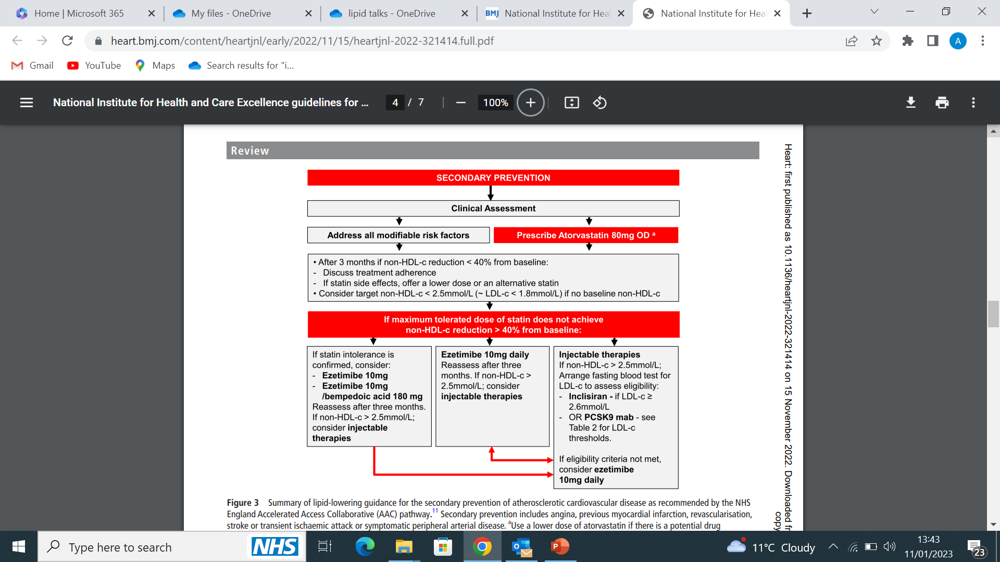 Home | Microsoft 365
My files - OneDrive
lipid talks - OneDrive
BMJ National Institute for Hea
National Institute for Hea
heart.bmj.com/content/heartjnl/early/2022/11/15/heartjnl-2022-321414.full.pdf
A
Gmail
YouTube
Maps
Search results for "i...
National Institute for Health and Care Excellence guidelines for ...
4 / 7
100%
Review
SECONDARY PREVENTION
Clinical Assessment
Address all modifiable risk factors
Prescribe Atorvastatin 80mg OD ᵃ
• After 3 months if non-HDL-c reduction < 40% from baseline:
- Discuss treatment adherence
- If statin side effects, offer a lower dose or an alternative statin
• Consider target non-HDL-c < 2.5mmol/L (~ LDL-c < 1.8mmol/L) if no baseline non-HDL-c
If maximum tolerated dose of statin does not achieve
non-HDL-c reduction > 40% from baseline:
If statin intolerance is
confirmed, consider:
- Ezetimibe 10mg
- Ezetimibe 10mg
/bempedoic acid 180 mg
Reassess after three months.
If non-HDL-c > 2.5mmol/L;
consider injectable
therapies
Ezetimibe 10mg daily
Reassess after three
months. If non-HDL-c >
2.5mmol/L; consider
injectable therapies
Injectable therapies
If non-HDL-c > 2.5mmol/L;
Arrange fasting blood test for
LDL-c to assess eligibility:
- Inclisiran - if LDL-c ≥
2.6mmol/L
- OR PCSK9 mab - see
Table 2 for LDL-c
thresholds.
If eligibility criteria not met,
consider ezetimibe
10mg daily
Figure 3 Summary of lipid-lowering guidance for the secondary prevention of atherosclerotic cardiovascular disease as recommended by the NHS
England Accelerated Access Collaborative (AAC) pathway.¹¹ Secondary prevention includes angina, previous myocardial infarction, revascularisation,
stroke or transient ischaemic attack or symptomatic peripheral arterial disease. ᵃUse a lower dose of atorvastatin if there is a potential drug
Heart: first published as 10.1136/heartjnl-2022-321414 on 15 November 2022. Downloaded fr
copy
Type here to search
NHS
O
P
11°C Cloudy
13:43
11/01/2023
23